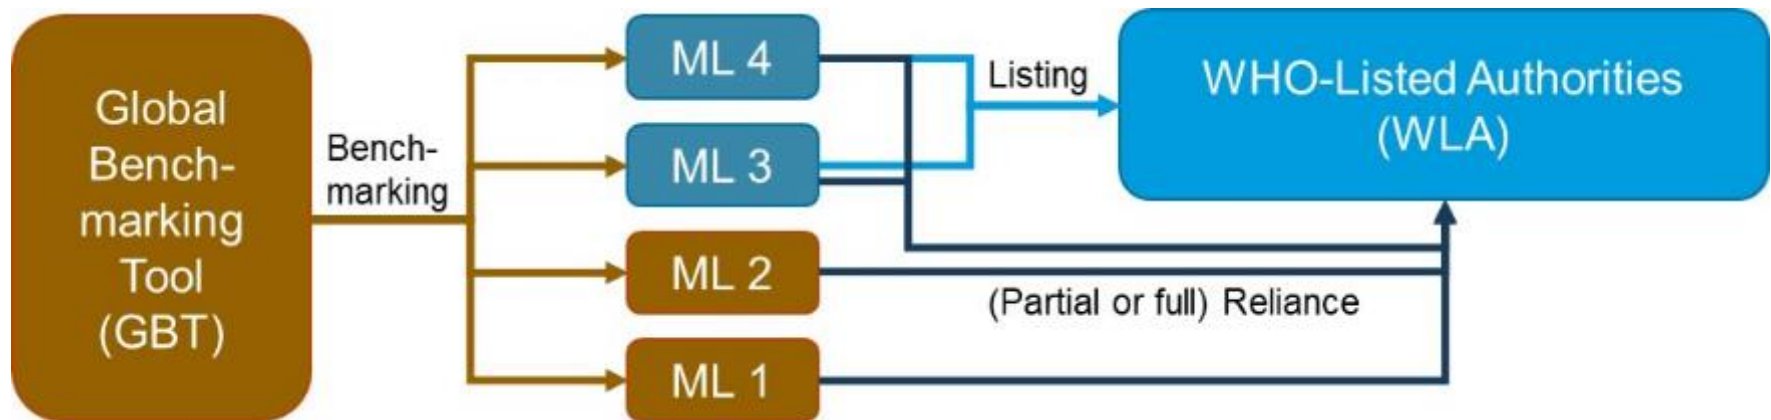 Global
Bench-
marking
Tool
(GBT)
Bench-
marking
ML 4
ML 3
ML 2
ML 1
Listing
WHO-Listed Authorities
(WLA)
(Partial or full) Reliance